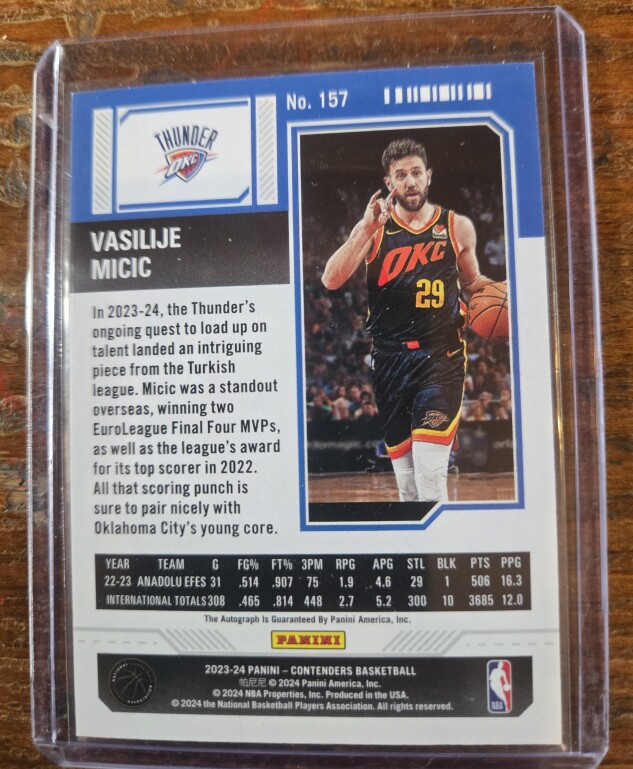 THUNDER
OKC
No. 157
VASILIJE
MICIC
In 2023-24, the Thunder's
ongoing quest to load up on
talent landed an intriguing
piece from the Turkish
league. Micic was a standout
overseas, winning two
EuroLeague Final Four MVPs,
as well as the league's award
for its top scorer in 2022.
All that scoring punch is
sure to pair nicely with
Oklahoma City's young core.
OKC
29
YEAR TEAM G FG% FT% 3PM RPG APG STL BLK PTS PPG
22-23 ANADOLU EFES 31 .514 .907 75 1.9 4.6 29 1 506 16.3
INTERNATIONAL TOTALS 308 .465 .814 448 2.7 5.2 300 10 3685 12.0
The Autograph Is Guaranteed By Panini America, Inc.
PANINI
2023-24 PANINI – CONTENDERS BASKETBALL
帕尼尼 © 2024 Panini America, Inc.
© 2024 NBA Properties, Inc. Produced in the USA.
© 2024 the National Basketball Players Association. All rights reserved.
NBA